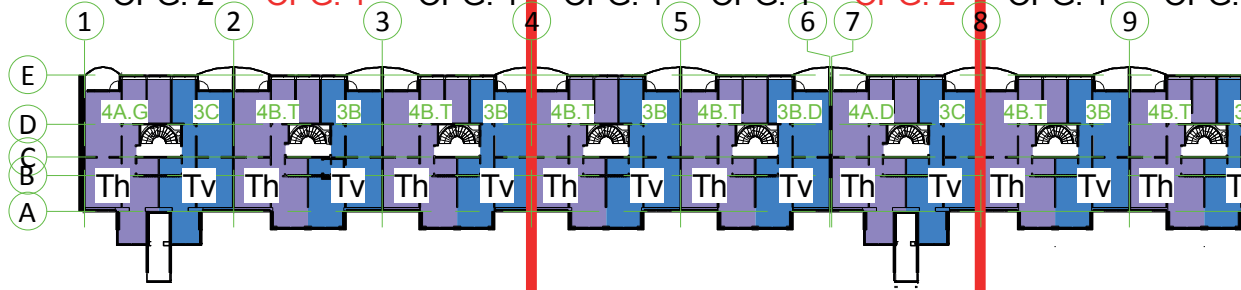 1 2 3 4 5 6 7 8 9
E
4A.G 3C 4B.T 3B 4B.T 3B 4B.T 3B 4B.T 3B.D 4A.D 3C 4B.T 3B 4B.T
D
C
B
Th Tv Th Tv Th Tv Th Tv Th Tv Th Tv Th Tv Th
A